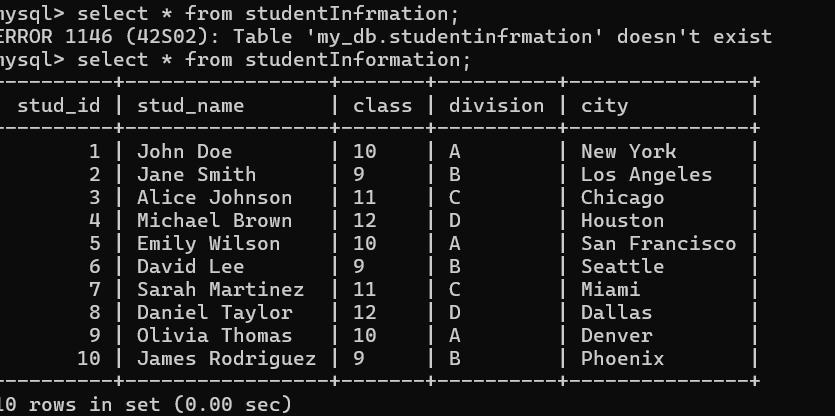 mysql> select * from studentInfrmation;
ERROR 1146 (42S02): Table 'my_db.studentinfrmation' doesn't exist
mysql> select * from studentInformation;
stud_id | stud_name | class | division | city |
1 | John Doe | 10 | A | New York |
2 | Jane Smith | 9 | B | Los Angeles |
3 | Alice Johnson | 11 | C | Chicago |
4 | Michael Brown | 12 | D | Houston |
5 | Emily Wilson | 10 | A | San Francisco |
6 | David Lee | 9 | B | Seattle |
7 | Sarah Martinez | 11 | C | Miami |
8 | Daniel Taylor | 12 | D | Dallas |
9 | Olivia Thomas | 10 | A | Denver |
10 | James Rodriguez | 9 | B | Phoenix |
10 rows in set (0.00 sec)